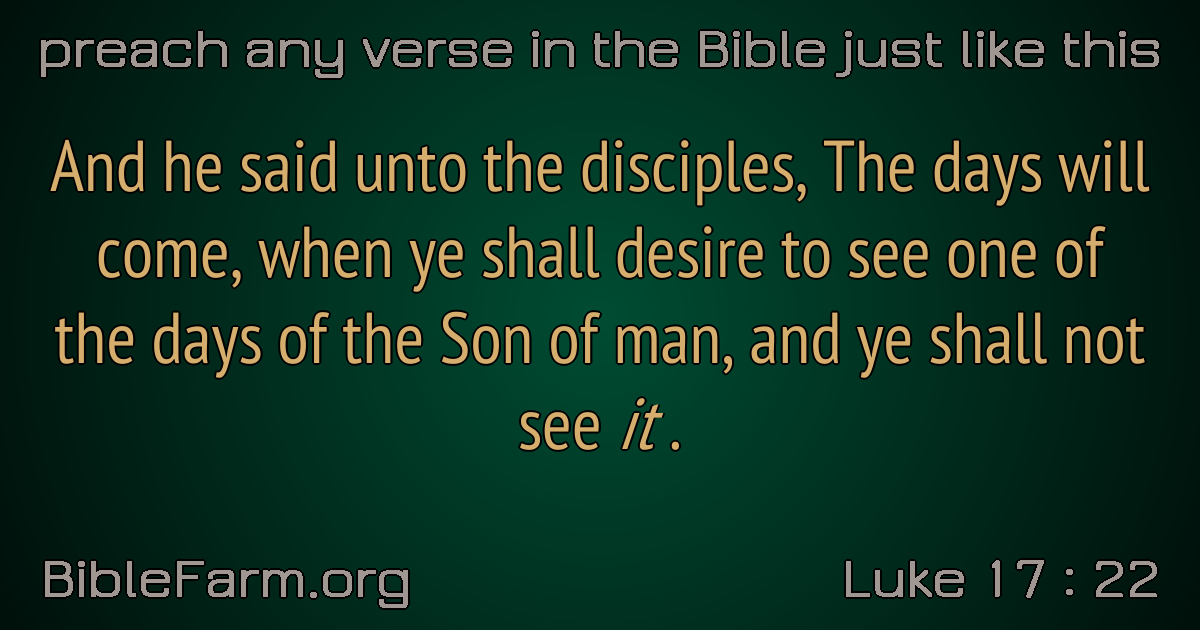 preach any verse in the Bible just like this
And he said unto the disciples, The days will
come, when ye shall desire to see one of
the days of the Son of man, and ye shall not
see it .
BibleFarm.org
Luke 17 : 22